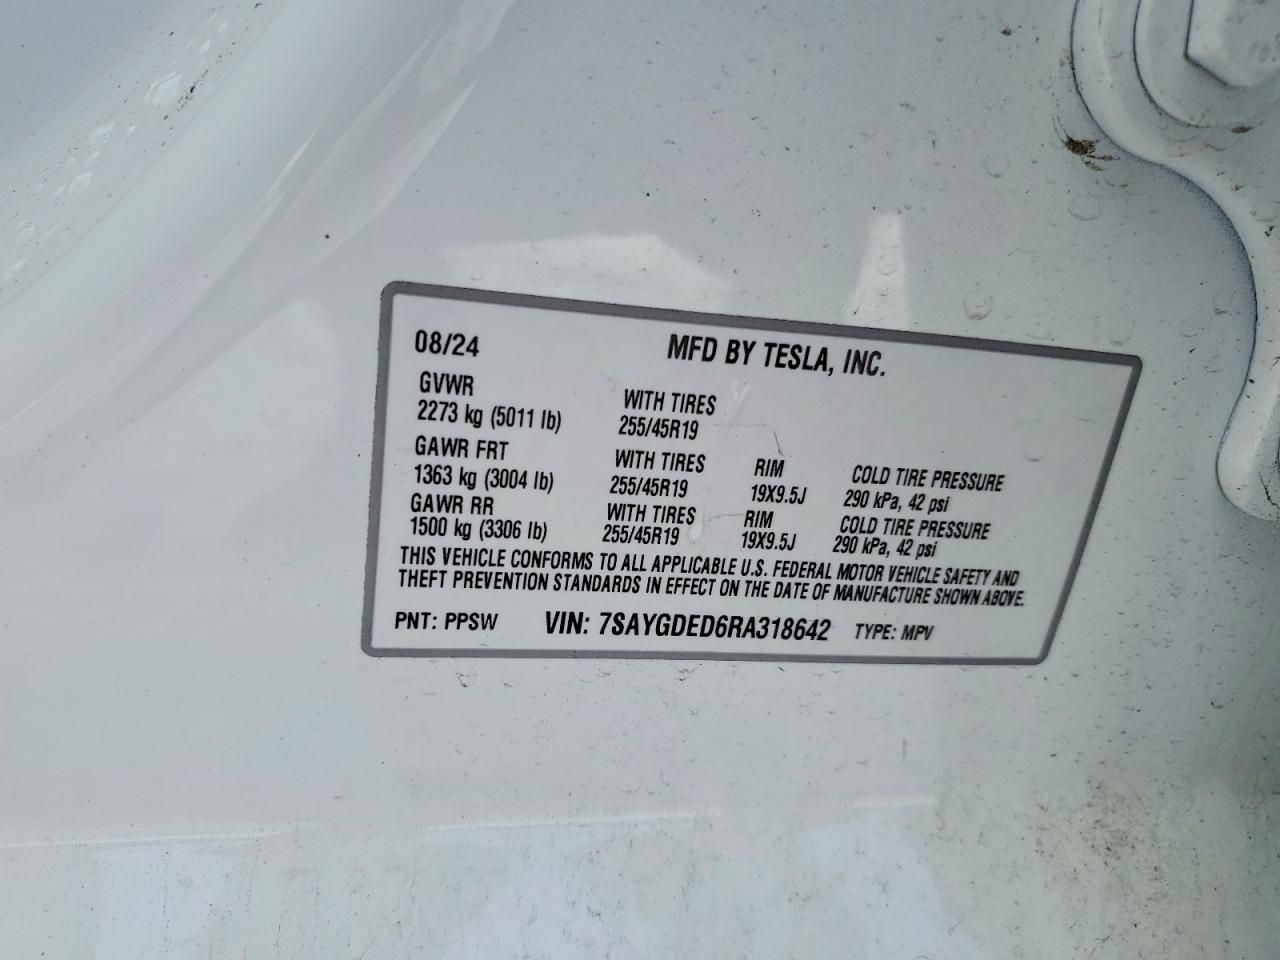 08/24 MFD BY TESLA, INC.
GVWR
2273 kg (5011 lb) WITH TIRES
255/45R19
GAWR FRT
1363 kg (3004 lb) WITH TIRES
255/45R19 RIM
19X9.5J COLD TIRE PRESSURE
290 kPa, 42 psi
GAWR RR
1500 kg (3306 lb) WITH TIRES
255/45R19 RIM
19X9.5J COLD TIRE PRESSURE
290 kPa, 42 psi
THIS VEHICLE CONFORMS TO ALL APPLICABLE U.S. FEDERAL MOTOR VEHICLE SAFETY AND
THEFT PREVENTION STANDARDS IN EFFECT ON THE DATE OF MANUFACTURE SHOWN ABOVE.
PNT: PPSW VIN: 7SAYGDED6RA318642 TYPE: MPV